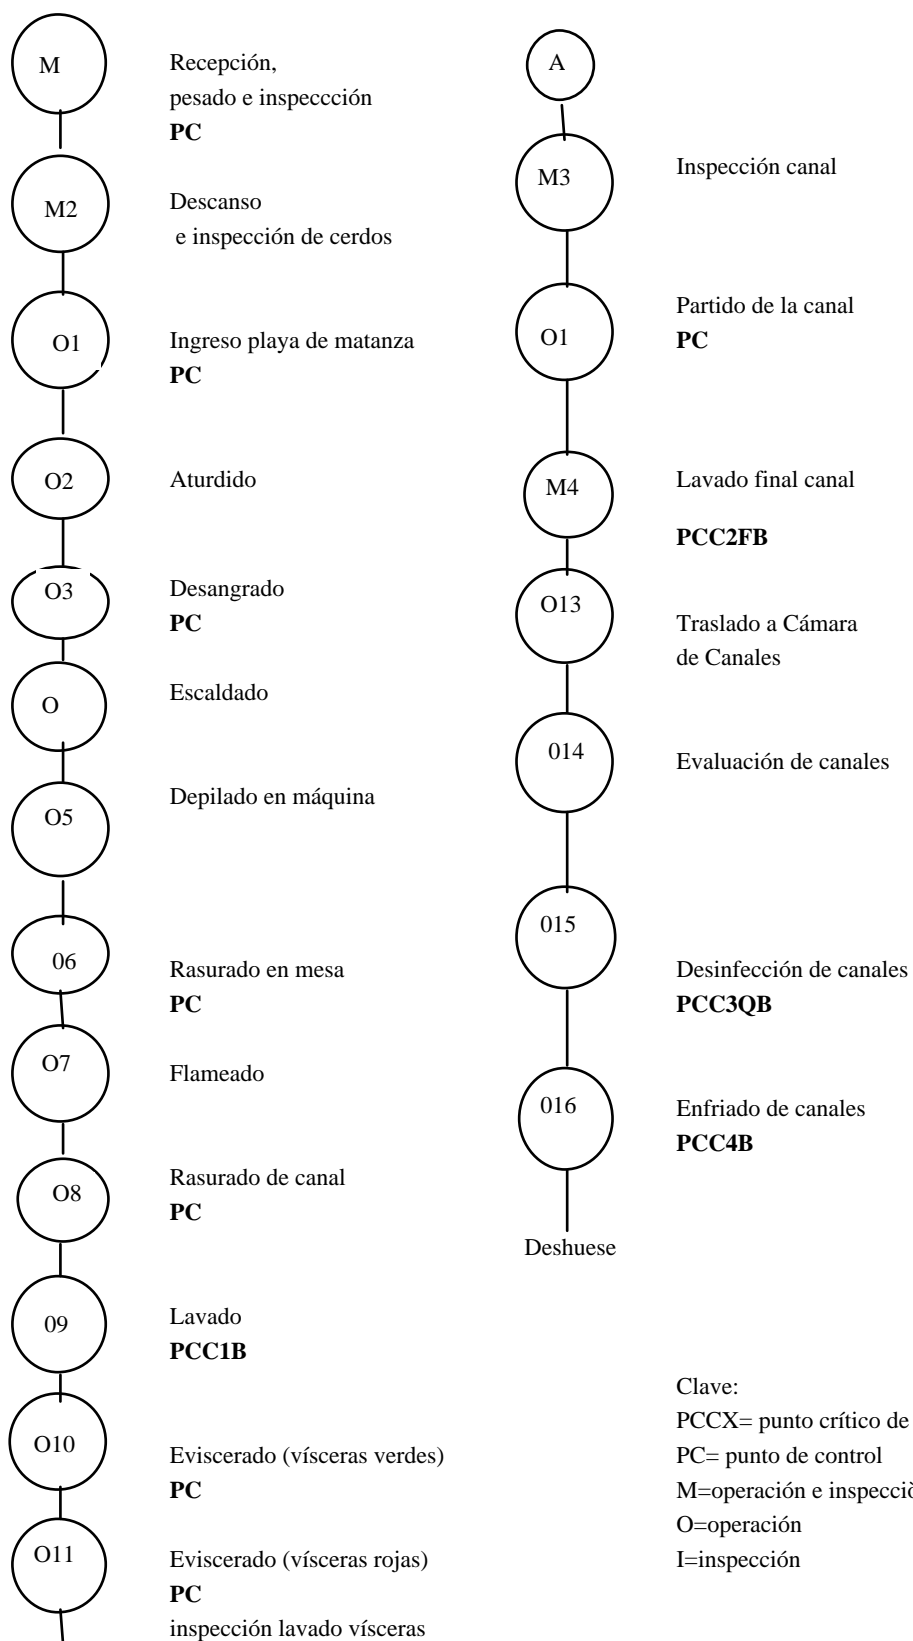 M
Recepción,
pesado e inspeccción
PC
M2
Descanso
e inspección de cerdos
O1
Ingreso playa de matanza
PC
O2
Aturdido
O3
Desangrado
PC
O
Escaldado
O5
Depilado en máquina
06
Rasurado en mesa
PC
O7
Flameado
O8
Rasurado de canal
PC
09
Lavado
PCC1B
O10
Eviscerado (vísceras verdes)
PC
O11
Eviscerado (vísceras rojas)
PC
inspección lavado vísceras
A
M3
Inspección canal
O1
Partido de la canal
PC
M4
Lavado final canal
PCC2FB
O13
Traslado a Cámara
de Canales
014
Evaluación de canales
015
Desinfección de canales
PCC3QB
016
Enfriado de canales
PCC4B
Deshuese
Clave:
PCCX= punto crítico de
PC= punto de control
M=operación e inspecciò
O=operación
I=inspección